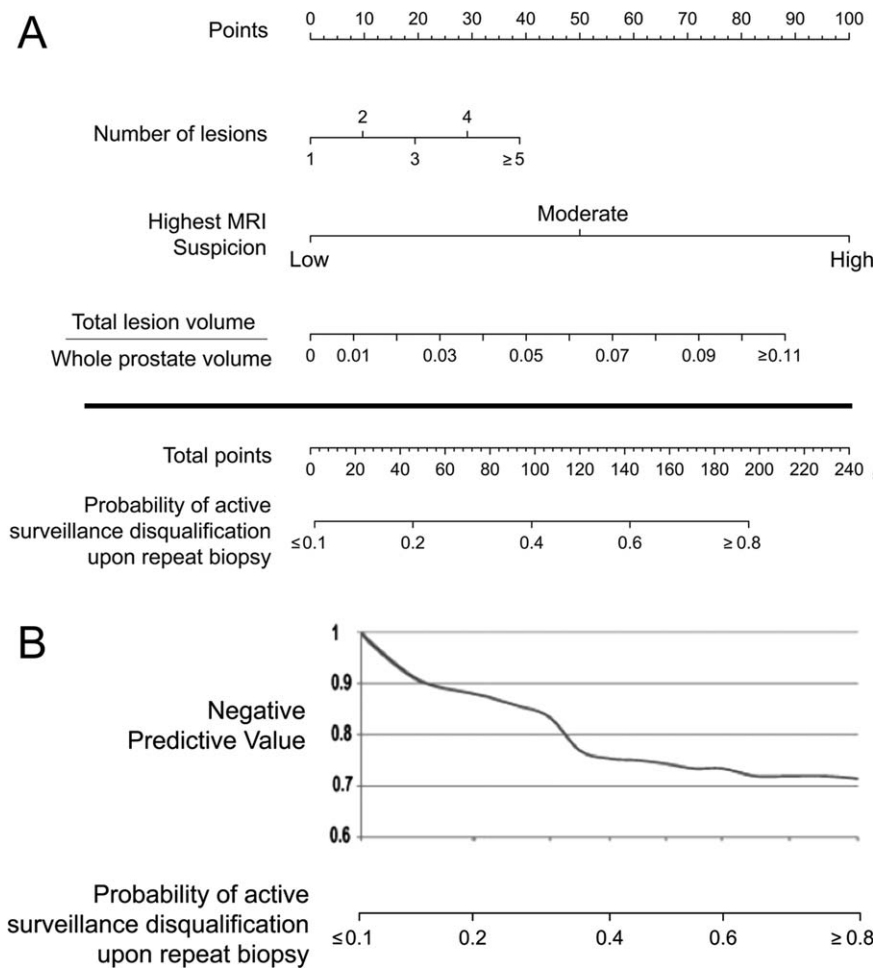 A
Points
0 10 20 30 40 50 60 70 80 90 100
Number of lesions
2 4
1 3 ≥5
Highest MRI
Suspicion
Moderate
Low High
Total lesion volume
Whole prostate volume
0 0.01 0.03 0.05 0.07 0.09 ≥0.11
Total points
0 20 40 60 80 100 120 140 160 180 200 220 240
Probability of active
surveillance disqualification
upon repeat biopsy
≤0.1 0.2 0.4 0.6 ≥ 0.8
B
Negative
Predictive Value
1
0.9
0.8
0.7
0.6
Probability of active
surveillance disqualification
upon repeat biopsy
≤0.1 0.2 0.4 0.6 ≥ 0.8